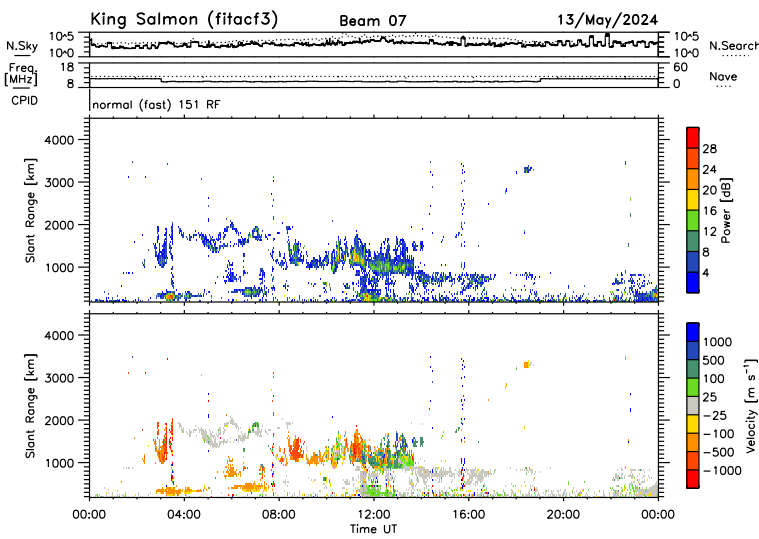 King Salmon (fitacf3) Beam 07 13/May/2024
N.Sky 10^5 10^0 10^5 10^0 N.Search
Freq. [MHz] 18 8 60 0 Nave
CPID normal (fast) 151 RF
Slant Range [km]
4000
3000
2000
1000
Power [dB]
28
24
20
16
12
8
4
Slant Range [km]
4000
3000
2000
1000
Velocity [m s⁻¹]
1000
500
100
25
−25
−100
−500
−1000
00:00 04:00 08:00 12:00 16:00 20:00 00:00
Time UT